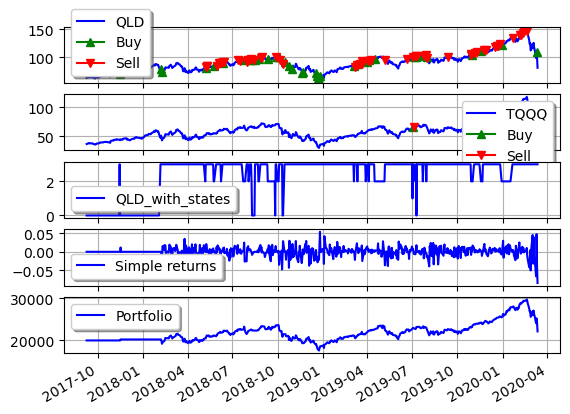 150
100
QLD
Buy
Sell
100
50
TQQQ
Buy
Sell
2
0
QLD_with_states
0.05
0.00
−0.05
Simple returns
30000
20000
Portfolio
2017-10
2018-01
2018-04
2018-07
2018-10
2019-01
2019-04
2019-07
2019-10
2020-01
2020-04